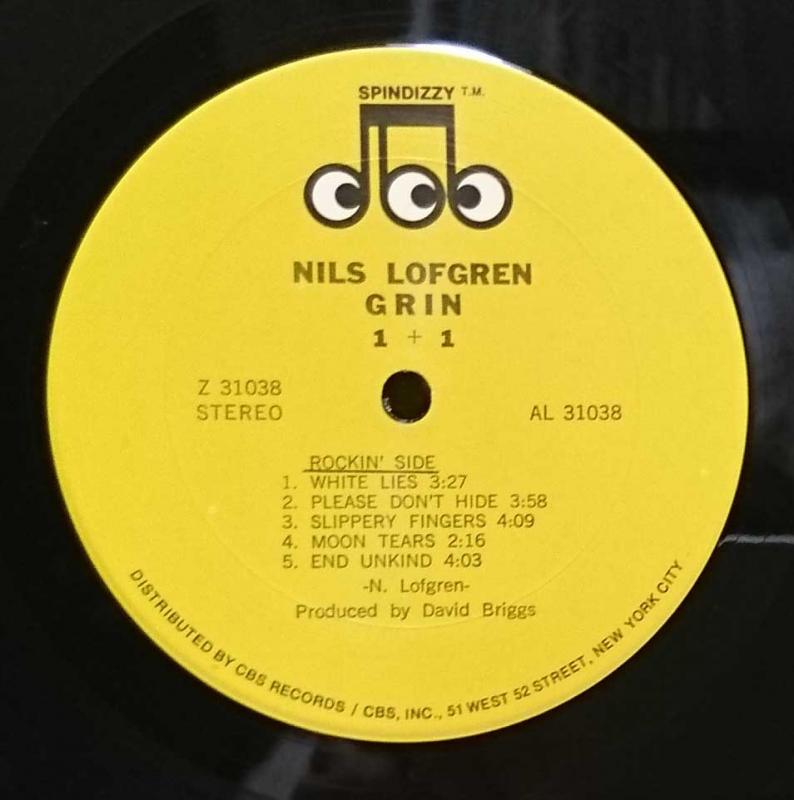 SPINDIZZY T.M.
NILS LOFGREN
GRIN
1 + 1
Z 31038
STEREO
AL 31038
ROCKIN' SIDE
1. WHITE LIES 3:27
2. PLEASE DON'T HIDE 3:58
3. SLIPPERY FINGERS 4:09
4. MOON TEARS 2:16
5. END UNKIND 4:03
-N. Lofgren-
Produced by David Briggs
DISTRIBUTED BY CBS RECORDS / CBS, INC., 51 WEST 52 STREET, NEW YORK CITY